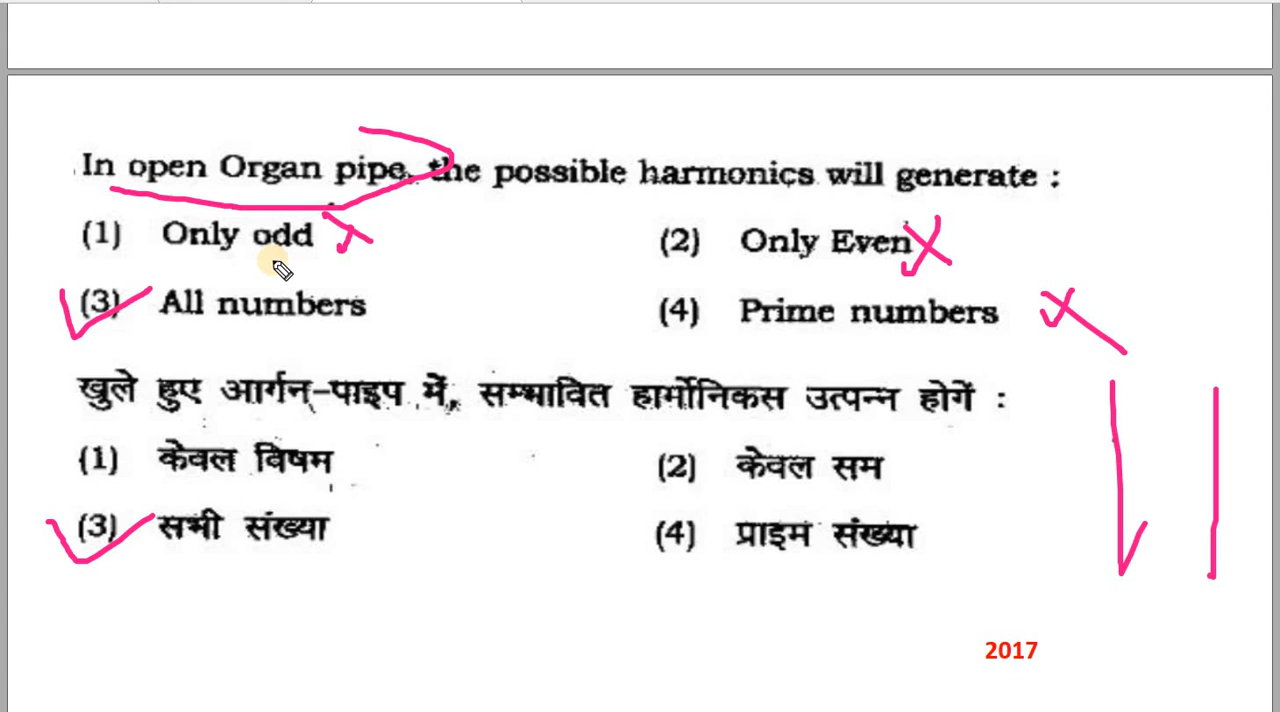 In open Organ pipe, the possible harmonics will generate :
(1) Only odd (2) Only Even
(3) All numbers (4) Prime numbers
खुले हुए आर्गन-पाइप में, सम्भावित हार्मोनिकस उत्पन्न होगें :
(1) केवल विषम (2) केवल सम
(3) सभी संख्या (4) प्राइम संख्या
2017